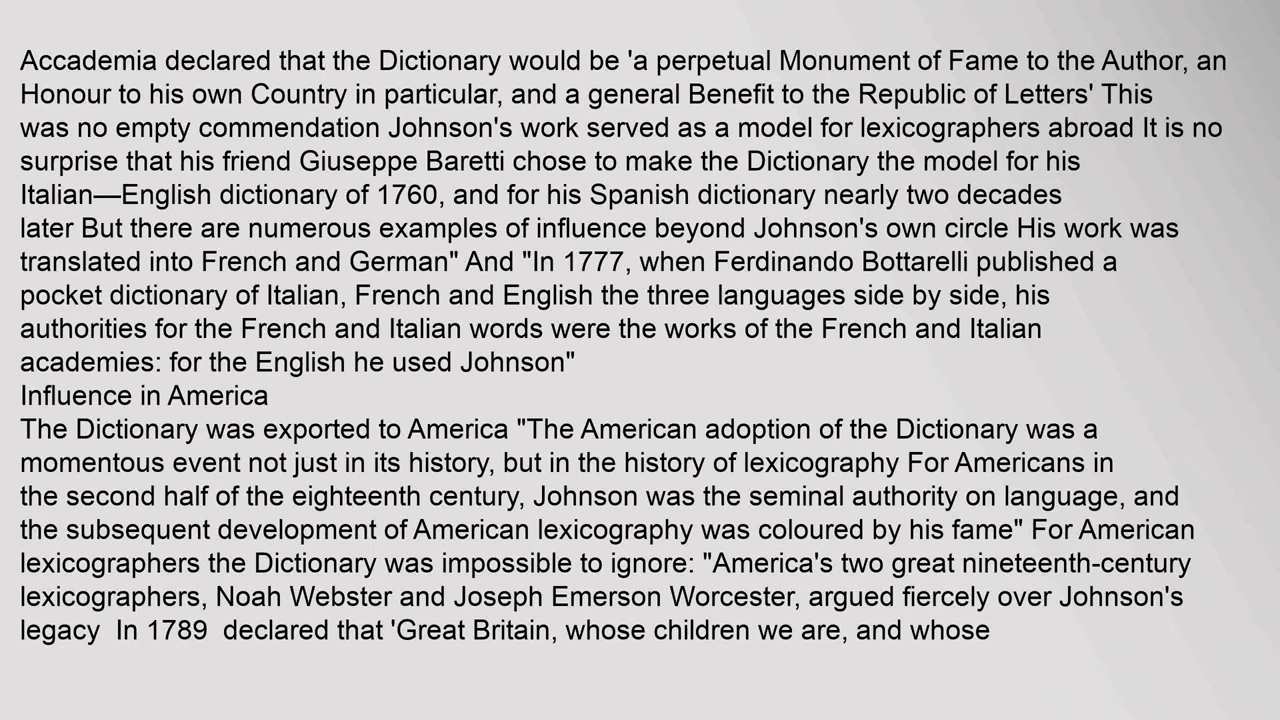 Accademia declared that the Dictionary would be 'a perpetual Monument of Fame to the Author, an
Honour to his own Country in particular, and a general Benefit to the Republic of Letters' This
was no empty commendation Johnson's work served as a model for lexicographers abroad It is no
surprise that his friend Giuseppe Baretti chose to make the Dictionary the model for his
Italian—English dictionary of 1760, and for his Spanish dictionary nearly two decades
later But there are numerous examples of influence beyond Johnson's own circle His work was
translated into French and German" And "In 1777, when Ferdinando Bottarelli published a
pocket dictionary of Italian, French and English the three languages side by side, his
authorities for the French and Italian words were the works of the French and Italian
academies: for the English he used Johnson"
Influence in America
The Dictionary was exported to America "The American adoption of the Dictionary was a
momentous event not just in its history, but in the history of lexicography For Americans in
the second half of the eighteenth century, Johnson was the seminal authority on language, and
the subsequent development of American lexicography was coloured by his fame" For American
lexicographers the Dictionary was impossible to ignore: "America's two great nineteenth-century
lexicographers, Noah Webster and Joseph Emerson Worcester, argued fiercely over Johnson's
legacy  In 1789  declared that 'Great Britain, whose children we are, and whose